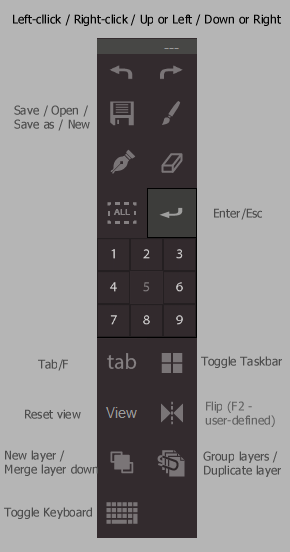 Left-cllick / Right-click / Up or Left / Down or Right
Save / Open /
Save as / New
ALL
Enter/Esc
1 2 3
4 5 6
7 8 9
Tab/F
tab
Toggle Taskbar
Reset view
View
Flip (F2 -
user-defined)
New layer /
Merge layer down
Group layers /
Duplicate layer
Toggle Keyboard